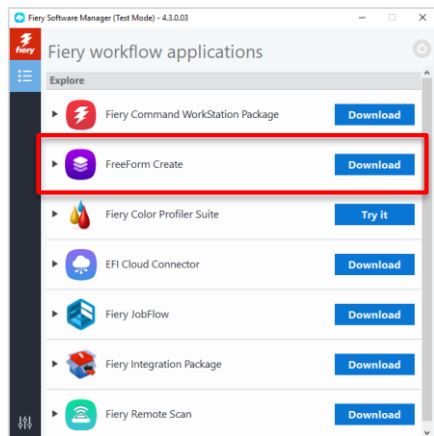 Fiery Software Manager (Test Mode) - 4.3.0.03
fiery
Fiery workflow applications
Explore
Fiery Command WorkStation Package
Download
FreeForm Create
Download
Fiery Color Profiler Suite
Try it
EFI Cloud Connector
Download
Fiery JobFlow
Download
Fiery Integration Package
Download
Fiery Remote Scan
Download